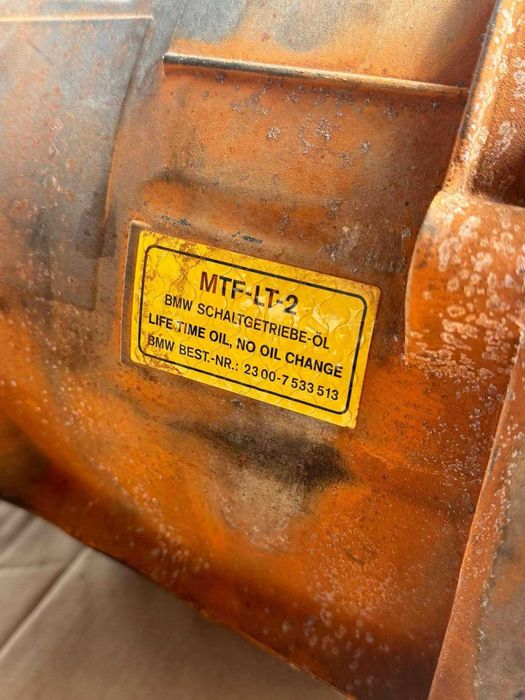 MTF-LT-2
BMW SCHALTGETRIEBE-ÖL
LIFE TIME OIL, NO OIL CHANGE
BMW BEST.-NR.: 23 00-7 533 513